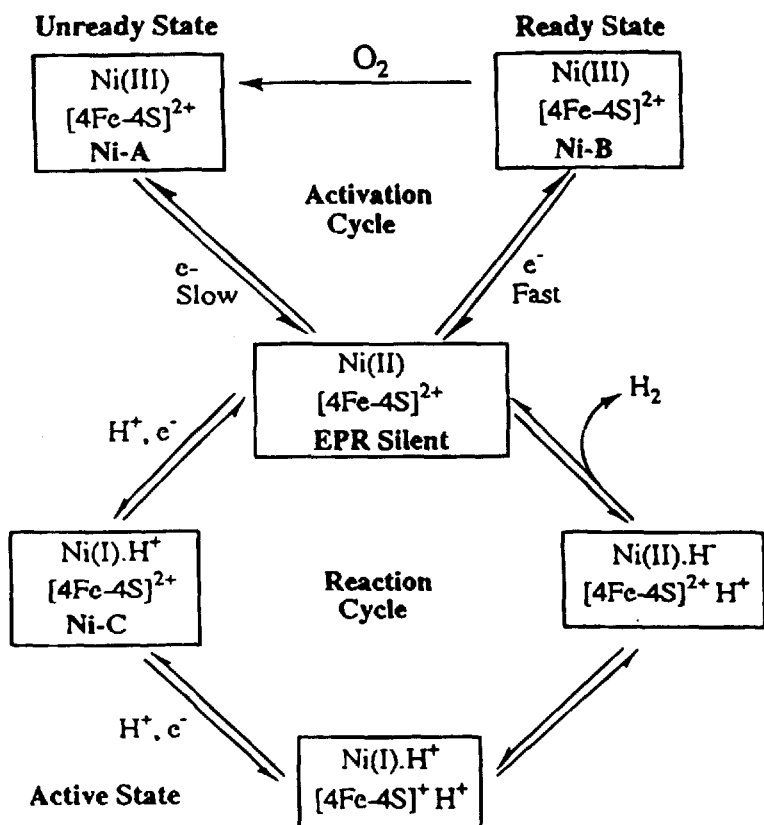 Unready State
Ready State
O₂
Ni(III)
[4Fe-4S]²⁺
Ni-A
Ni(III)
[4Fe-4S]²⁺
Ni-B
Activation
Cycle
e-
Slow
e⁻
Fast
Ni(II)
[4Fe-4S]²⁺
EPR Silent
H₂
H⁺, e⁻
Ni(I).H⁺
[4Fe-4S]²⁺
Ni-C
Reaction
Cycle
Ni(II).H⁻
[4Fe-4S]²⁺ H⁺
H⁺, e⁻
Ni(I).H⁺
[4Fe-4S]⁺ H⁺
Active State